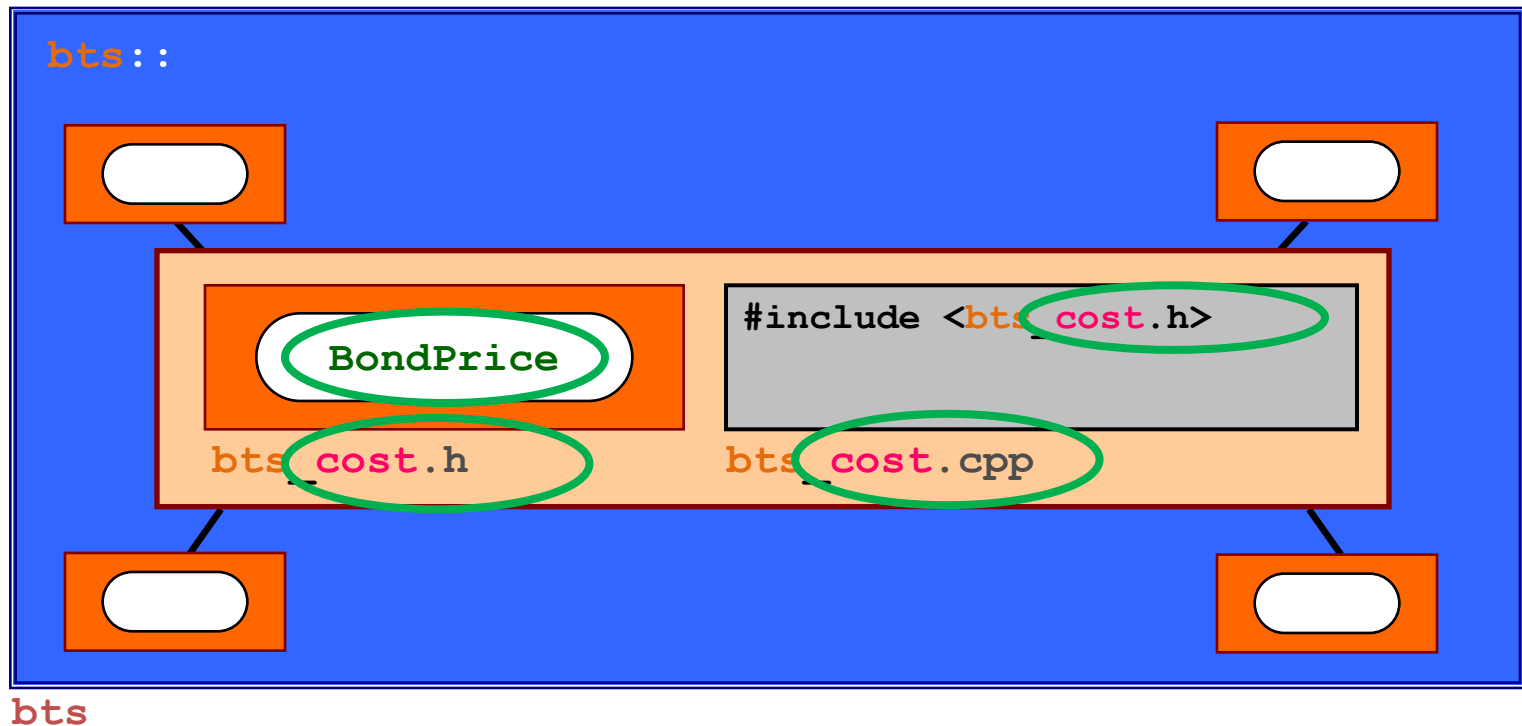 bts::
#include <bts_cost.h>
BondPrice
bts_cost.h
bts_cost.cpp
bts